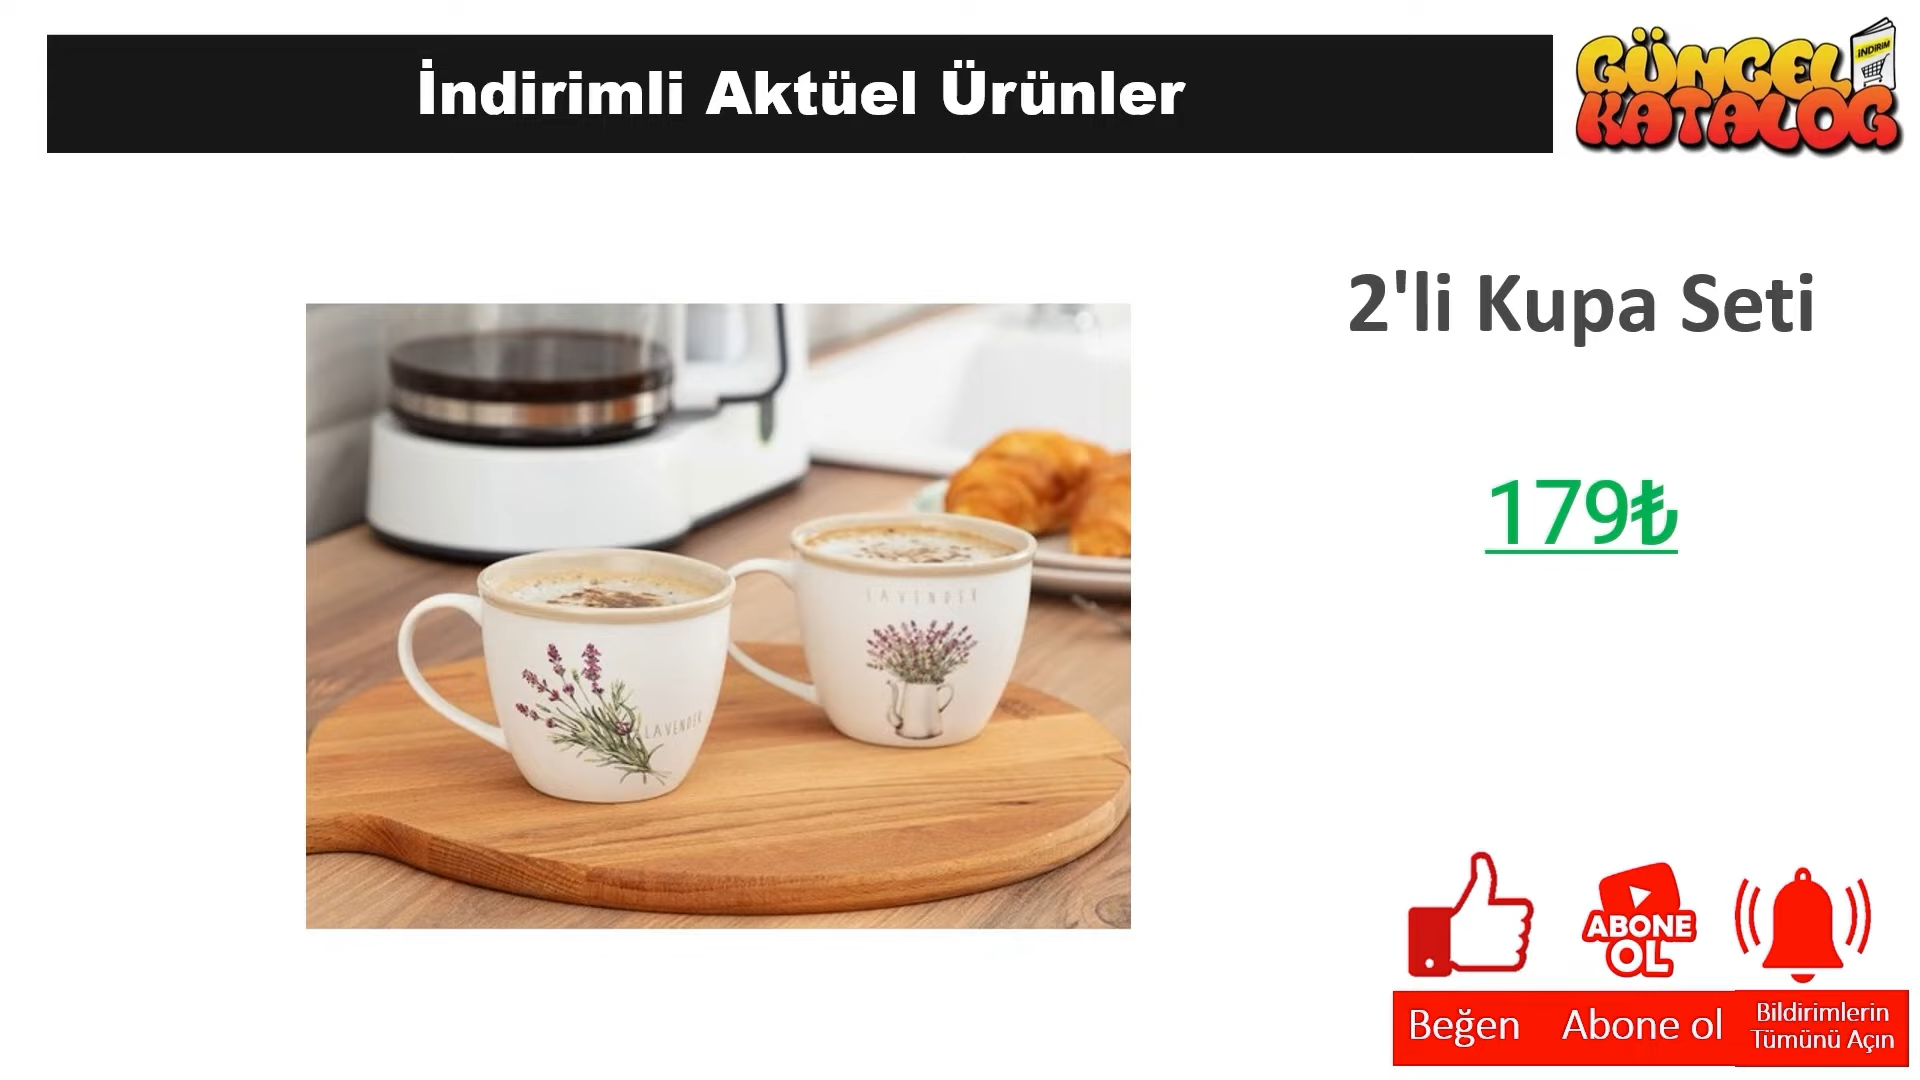 İndirimli Aktüel Ürünler
GÜNCEL
KATALOG
İNDİRİM
2'li Kupa Seti
179₺
LAVENDER
LAVENDER
ABONE
OL
Beğen
Abone ol
Bildirimlerin
Tümünü Açın